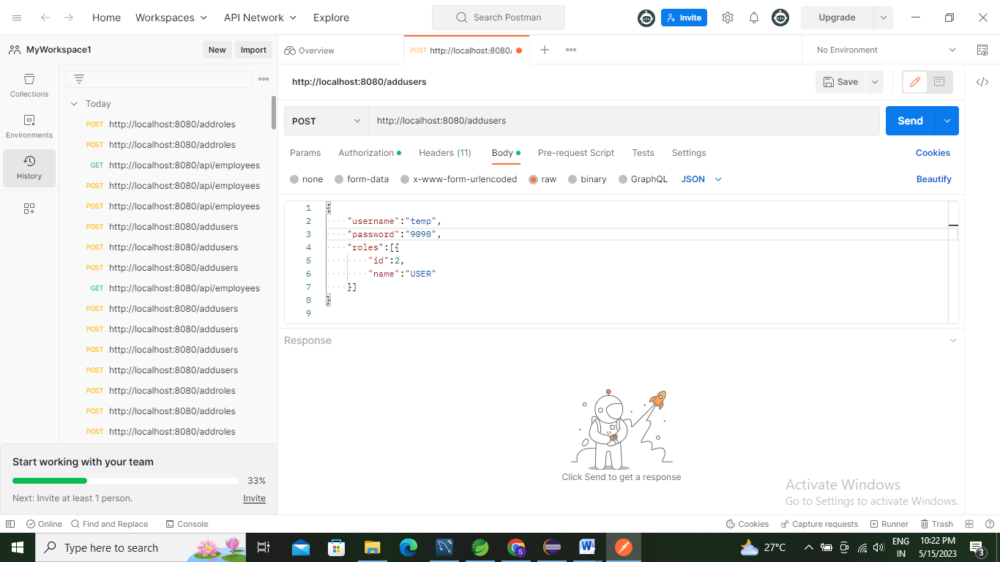 Home
Workspaces
API Network
Explore
Search Postman
Invite
Upgrade
MyWorkspace1
New
Import
Overview
POST http://localhost:8080/
No Environment
Collections
Environments
History
Today
POST http://localhost:8080/addroles
POST http://localhost:8080/addroles
GET http://localhost:8080/api/employees
POST http://localhost:8080/api/employees
POST http://localhost:8080/api/employees
POST http://localhost:8080/addusers
POST http://localhost:8080/addusers
POST http://localhost:8080/addusers
GET http://localhost:8080/api/employees
POST http://localhost:8080/addusers
POST http://localhost:8080/addusers
POST http://localhost:8080/addusers
POST http://localhost:8080/addusers
POST http://localhost:8080/addroles
POST http://localhost:8080/addroles
POST http://localhost:8080/addroles
Start working with your team
33%
Next: Invite at least 1 person.
Invite
http://localhost:8080/addusers
Save
POST
http://localhost:8080/addusers
Send
Params
Authorization
Headers (11)
Body
Pre-request Script
Tests
Settings
Cookies
none
form-data
x-www-form-urlencoded
raw
binary
GraphQL
JSON
Beautify
1 {
2 "username":"temp",
3 "password":"9090",
4 "roles":[{
5 "id":2,
6 "name":"USER"
7 }]
8 }
9
Response
Click Send to get a response
Activate Windows
Go to Settings to activate Windows.
Online
Find and Replace
Console
Cookies
Capture requests
Runner
Trash
Type here to search
27°C
ENG
IN
10:22 PM
5/15/2023
3